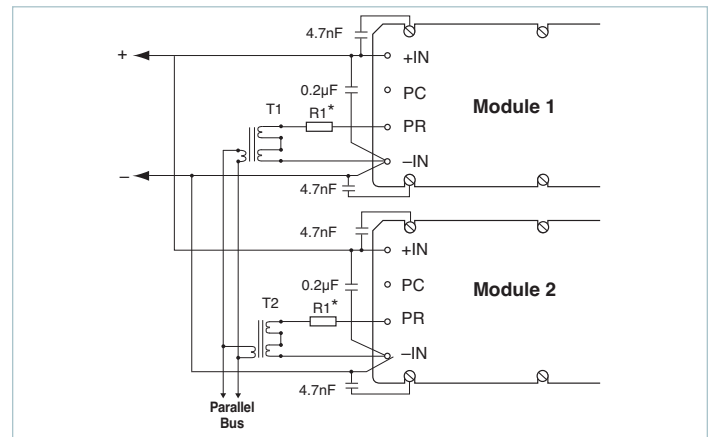 4.7nF
+
+IN
0.2µF
PC
Module 1
T1
R1*
PR
–IN
–
4.7nF
4.7nF
+IN
0.2µF
PC
Module 2
T2
R1*
PR
–IN
4.7nF
Parallel
Bus